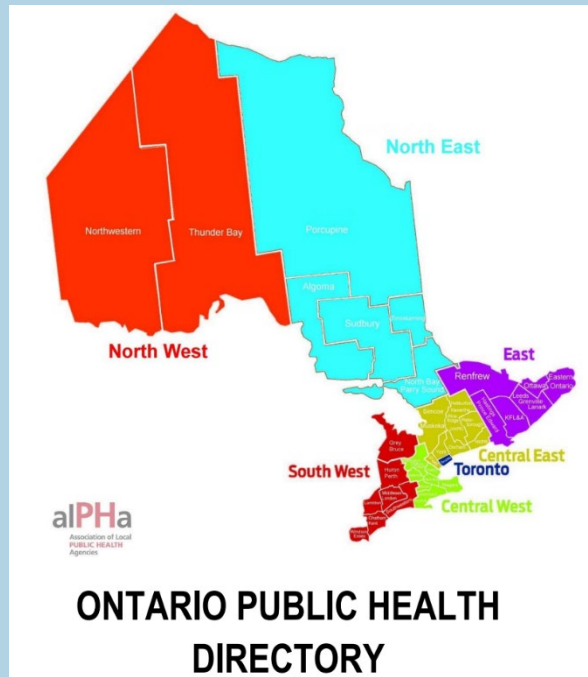 North East
Northwestern
Thunder Bay
Porcupine
Algoma
Sudbury
North West
North Bay
Parry Sound
East
Renfrew
Ottawa
Eastern
Ontario
Leeds
Grenville
Lanark
KFL&A
Simcoe
Muskoka
Grey
Bruce
Central East
South West
Toronto
Huron
Perth
Central West
Middlesex
London
alPHa
Association of Local
PUBLIC HEALTH
Agencies
ONTARIO PUBLIC HEALTH
DIRECTORY